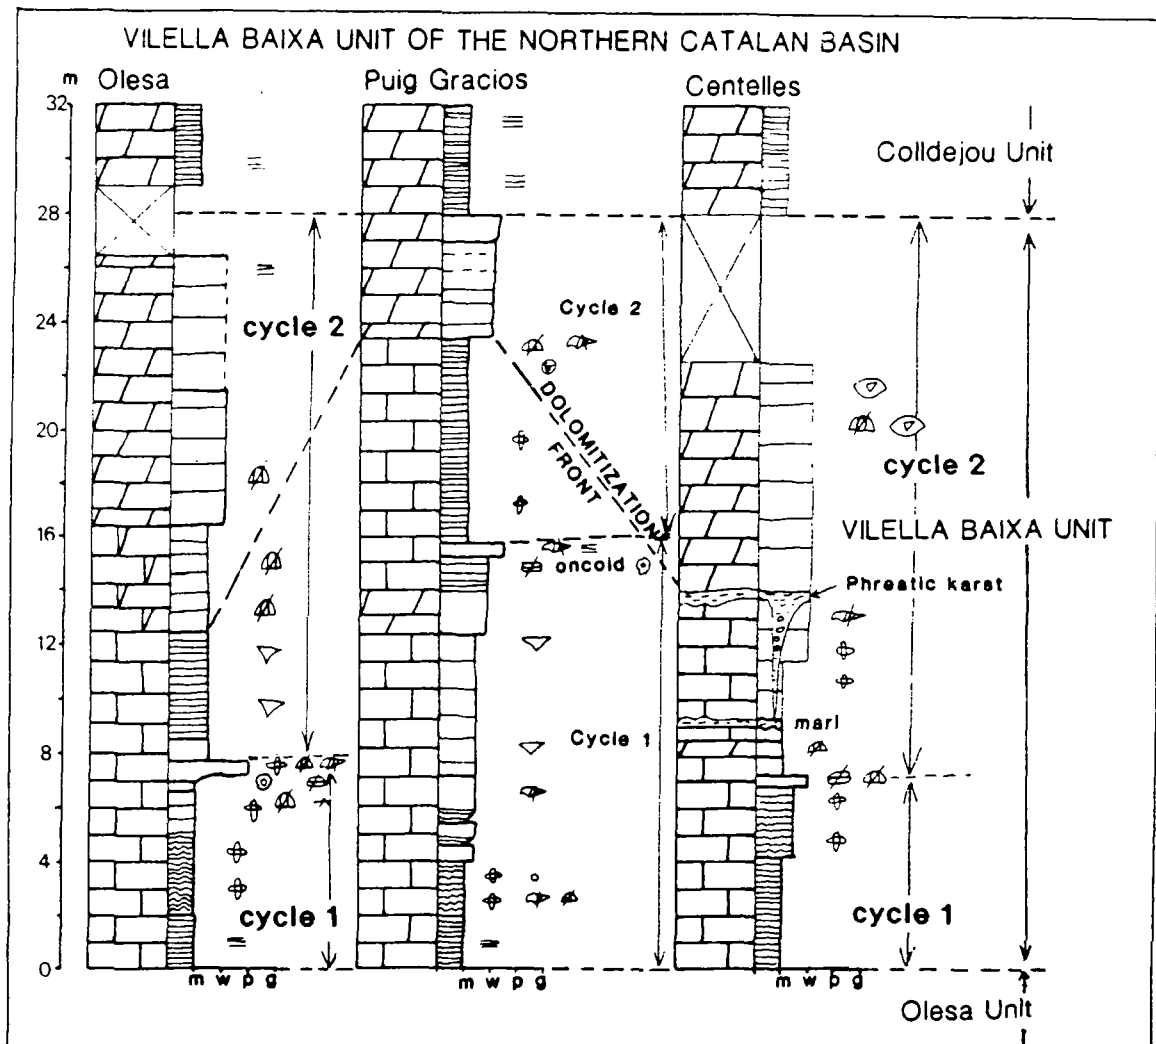 VILELLA BAIXA UNIT OF THE NORTHERN CATALAN BASIN
m Olesa Puig Gracios Centelles
32
Colldejou Unit
28
24
cycle 2
Cycle 2
DOLOMITIZATION
FRONT
20
cycle 2
16
VILELLA BAIXA UNIT
oncoid
Phreatic karst
12
Cycle 1
marl
8
4
cycle 1
cycle 1
0
m w p g
m w p g
m w p g
Olesa Unit